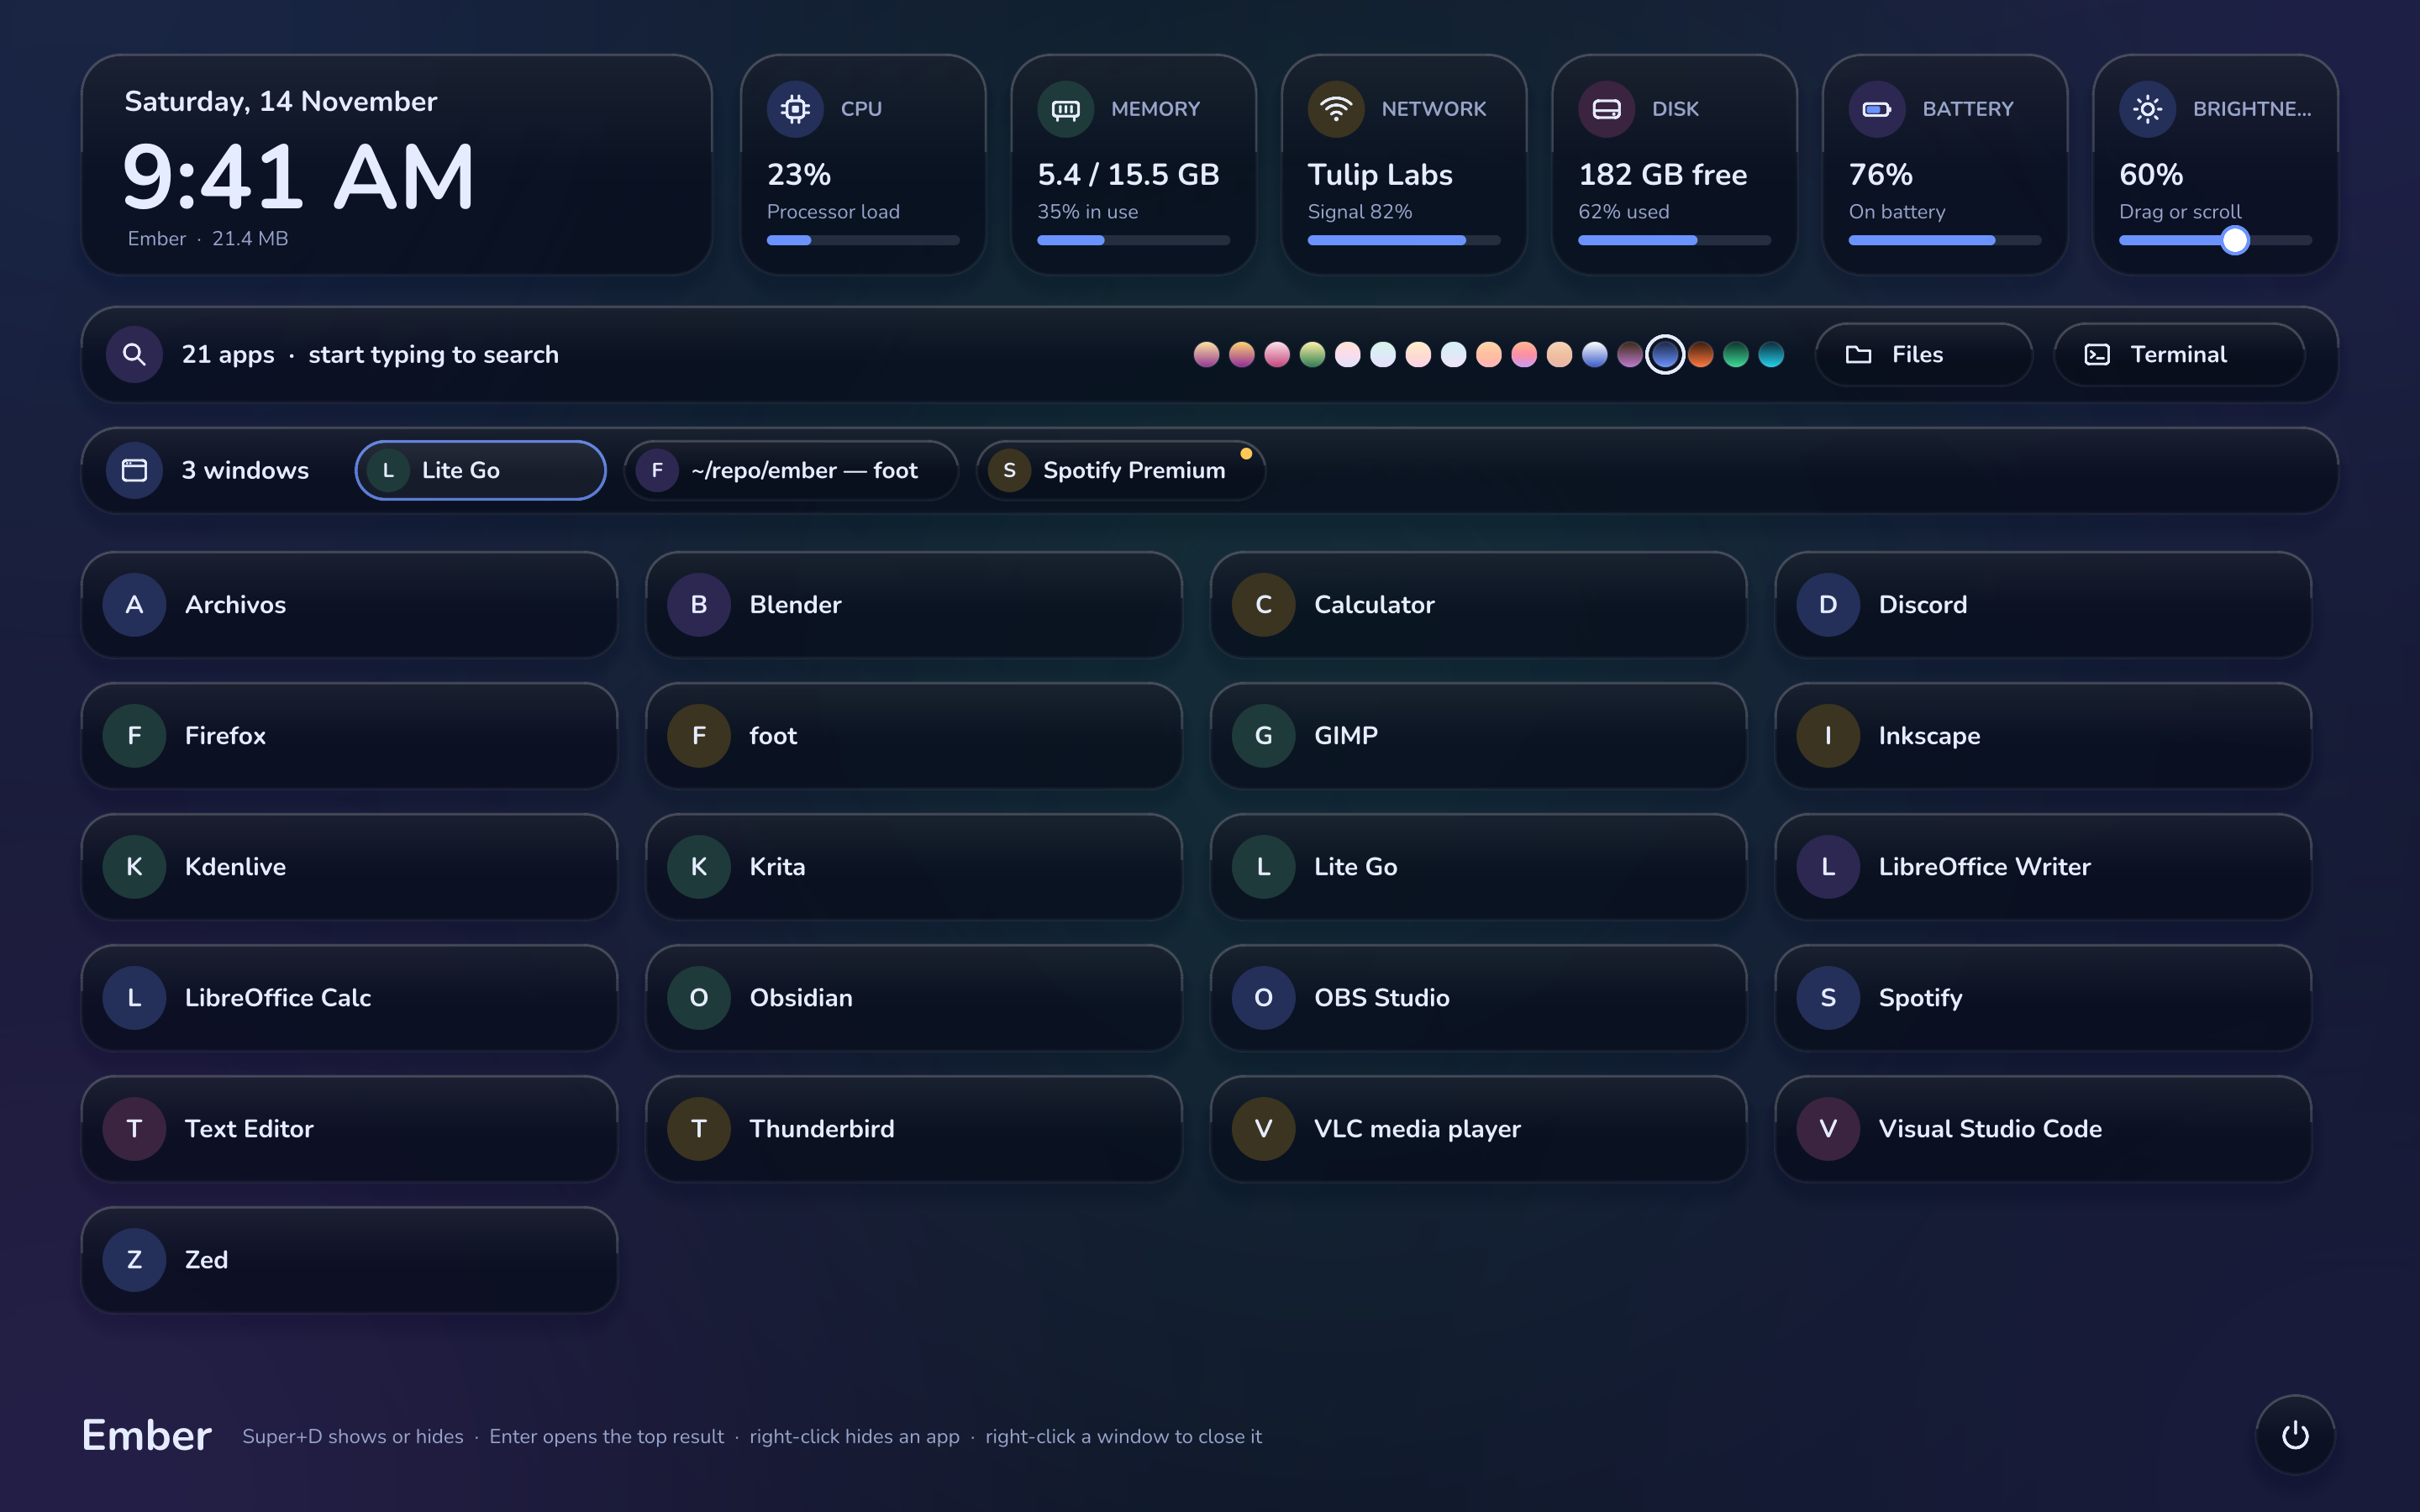 Saturday, 14 November
9:41 AM
Ember · 21.4 MB
CPU
23%
Processor load
MEMORY
5.4 / 15.5 GB
35% in use
NETWORK
Tulip Labs
Signal 82%
DISK
182 GB free
62% used
BATTERY
76%
On battery
BRIGHTNE...
60%
Drag or scroll
21 apps · start typing to search
Files
Terminal
3 windows
L Lite Go
F ~/repo/ember — foot
S Spotify Premium
A Archivos
B Blender
C Calculator
D Discord
F Firefox
F foot
G GIMP
I Inkscape
K Kdenlive
K Krita
L Lite Go
L LibreOffice Writer
L LibreOffice Calc
O Obsidian
O OBS Studio
S Spotify
T Text Editor
T Thunderbird
V VLC media player
V Visual Studio Code
Z Zed
Ember
Super+D shows or hides · Enter opens the top result · right-click hides an app · right-click a window to close it